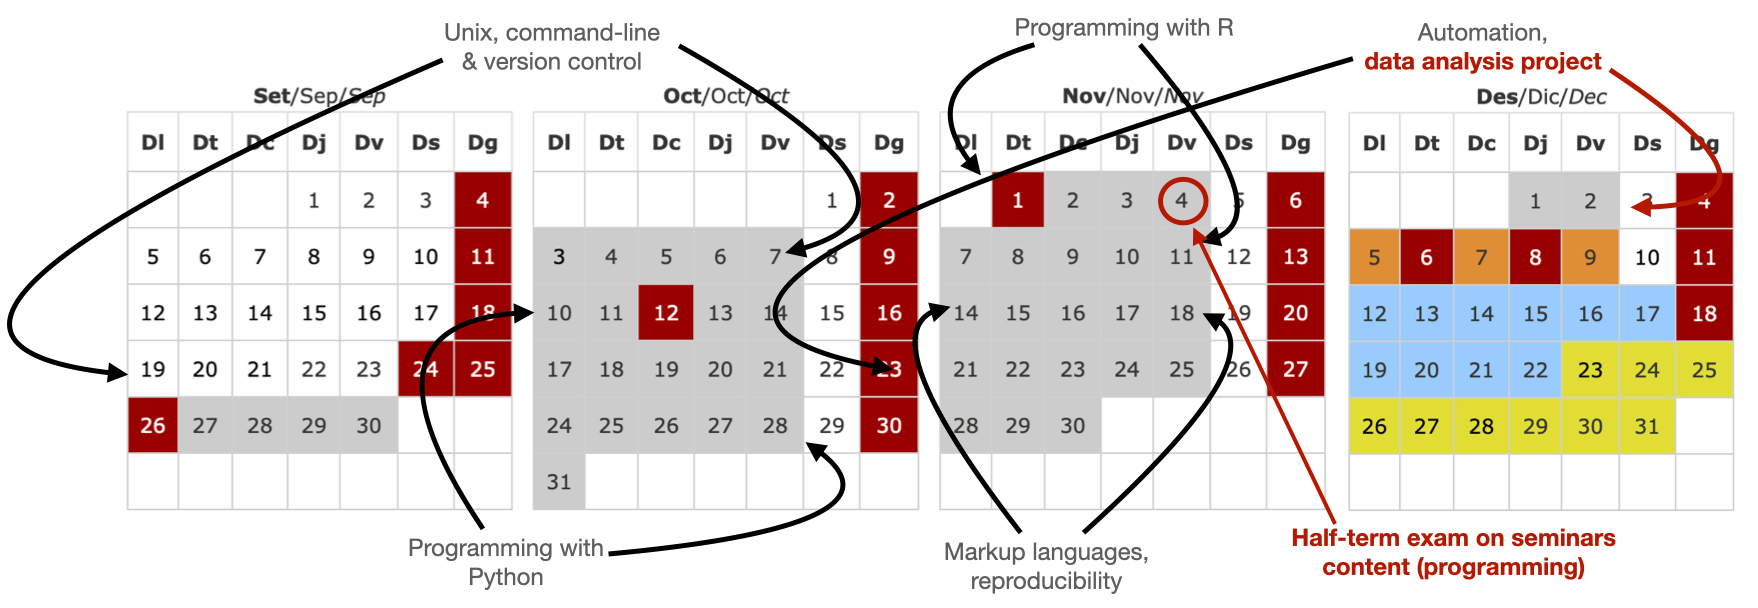 Unix, command-line
& version control
Programming with R
Automation,
data analysis project
Set/Sep/Sep
Dl Dt Dc Dj Dv Ds Dg
1 2 3 4
5 6 7 8 9 10 11
12 13 14 15 16 17 18
19 20 21 22 23 24 25
26 27 28 29 30
Oct/Oct/Oct
Dl Dt Dc Dj Dv Ds Dg
1 2
3 4 5 6 7 8 9
10 11 12 13 14 15 16
17 18 19 20 21 22 23
24 25 26 27 28 29 30
31
Nov/Nov/Nov
Dl Dt Dc Dj Dv Ds Dg
1 2 3 4 5 6
7 8 9 10 11 12 13
14 15 16 17 18 19 20
21 22 23 24 25 26 27
28 29 30
Des/Dic/Dec
Dl Dt Dc Dj Dv Ds Dg
1 2 3 4
5 6 7 8 9 10 11
12 13 14 15 16 17 18
19 20 21 22 23 24 25
26 27 28 29 30 31
Programming with
Python
Markup languages,
reproducibility
Half-term exam on seminars
content (programming)